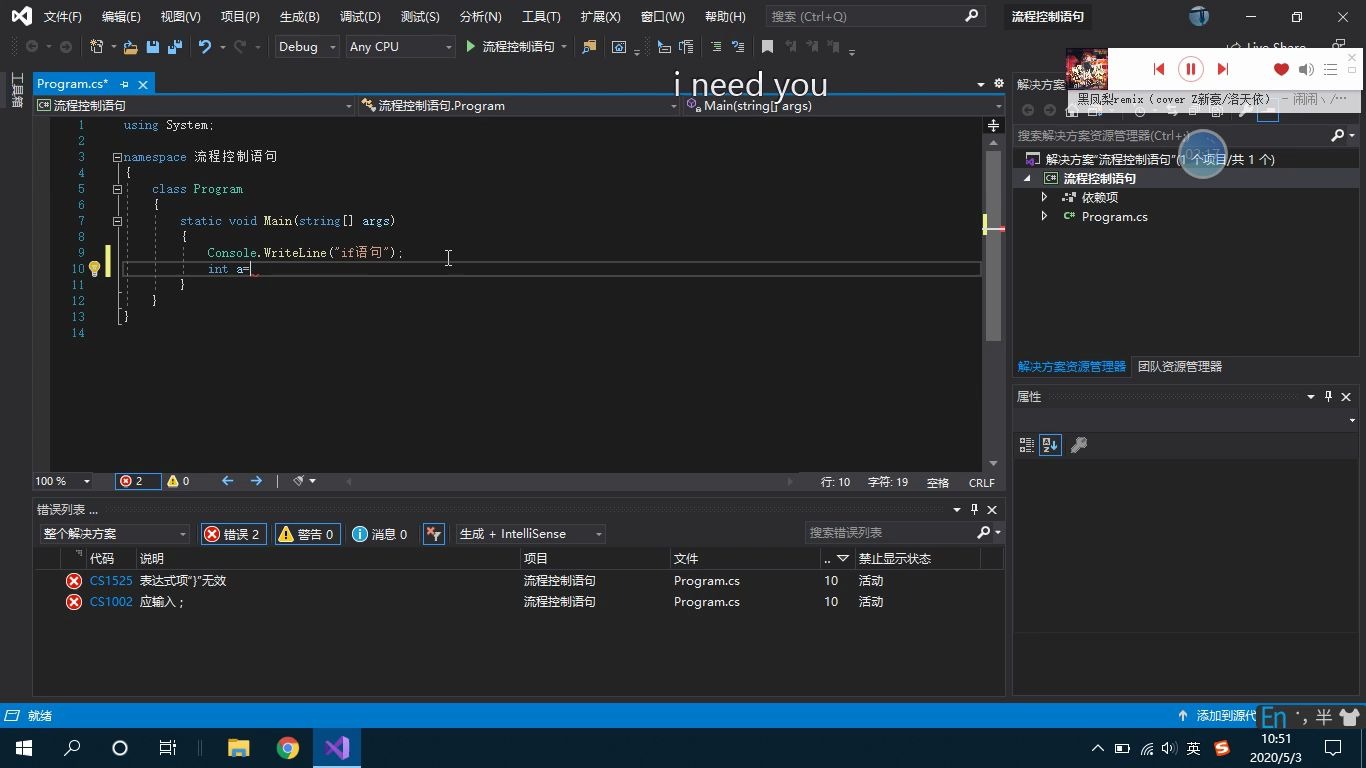 文件(F) 编辑(E) 视图(V) 项目(P) 生成(B) 调试(D) 测试(S) 分析(N) 工具(T) 扩展(X) 窗口(W) 帮助(H) 搜索 (Ctrl+Q) 流程控制语句
Debug Any CPU 流程控制语句 Live Share
i need you
工具箱
Program.cs*
流程控制语句 流程控制语句.Program Main(string[] args)
1 using System;
2
3 namespace 流程控制语句
4 {
5 class Program
6 {
7 static void Main(string[] args)
8 {
9 Console.WriteLine("if语句");
10 int a=
11 }
12 }
13 }
14
100 % 2 0 行: 10 字符: 19 空格 CRLF
错误列表 ...
整个解决方案 错误 2 警告 0 消息 0 生成 + IntelliSense 搜索错误列表
代码 说明 项目 文件 .. 禁止显示状态
CS1525 表达式项"}"无效 流程控制语句 Program.cs 10 活动
CS1002 应输入 ; 流程控制语句 Program.cs 10 活动
解决方案
黑凤梨remix（cover Z新豪/洛天依） - 闹闹丶/…
搜索解决方案资源管理器(Ctrl+;)
03:17
解决方案"流程控制语句"(1 个项目/共 1 个)
流程控制语句
依赖项
Program.cs
解决方案资源管理器 团队资源管理器
属性
就绪 添加到源代 En 半
英
10:51
2020/5/3